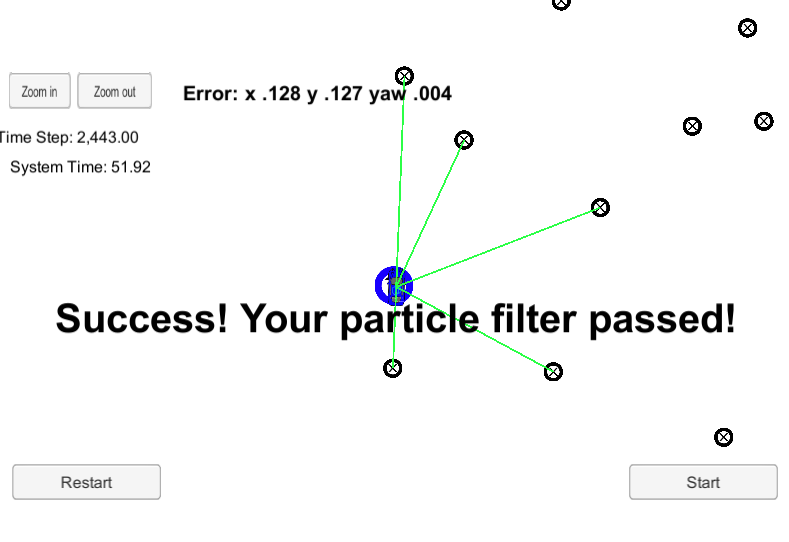 Zoom in
Zoom out
Error: x .128 y .127 yaw .004
Time Step: 2,443.00
System Time: 51.92
Success! Your particle filter passed!
Restart
Start